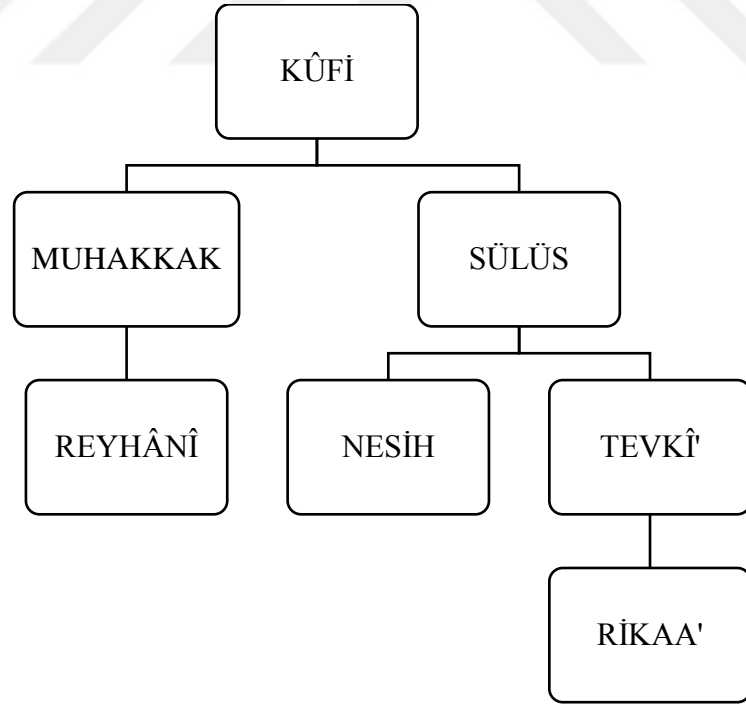 KÛFİ
MUHAKKAK
SÜLÜS
REYHÂNÎ
NESİH
TEVKÎ'
RİKAA'